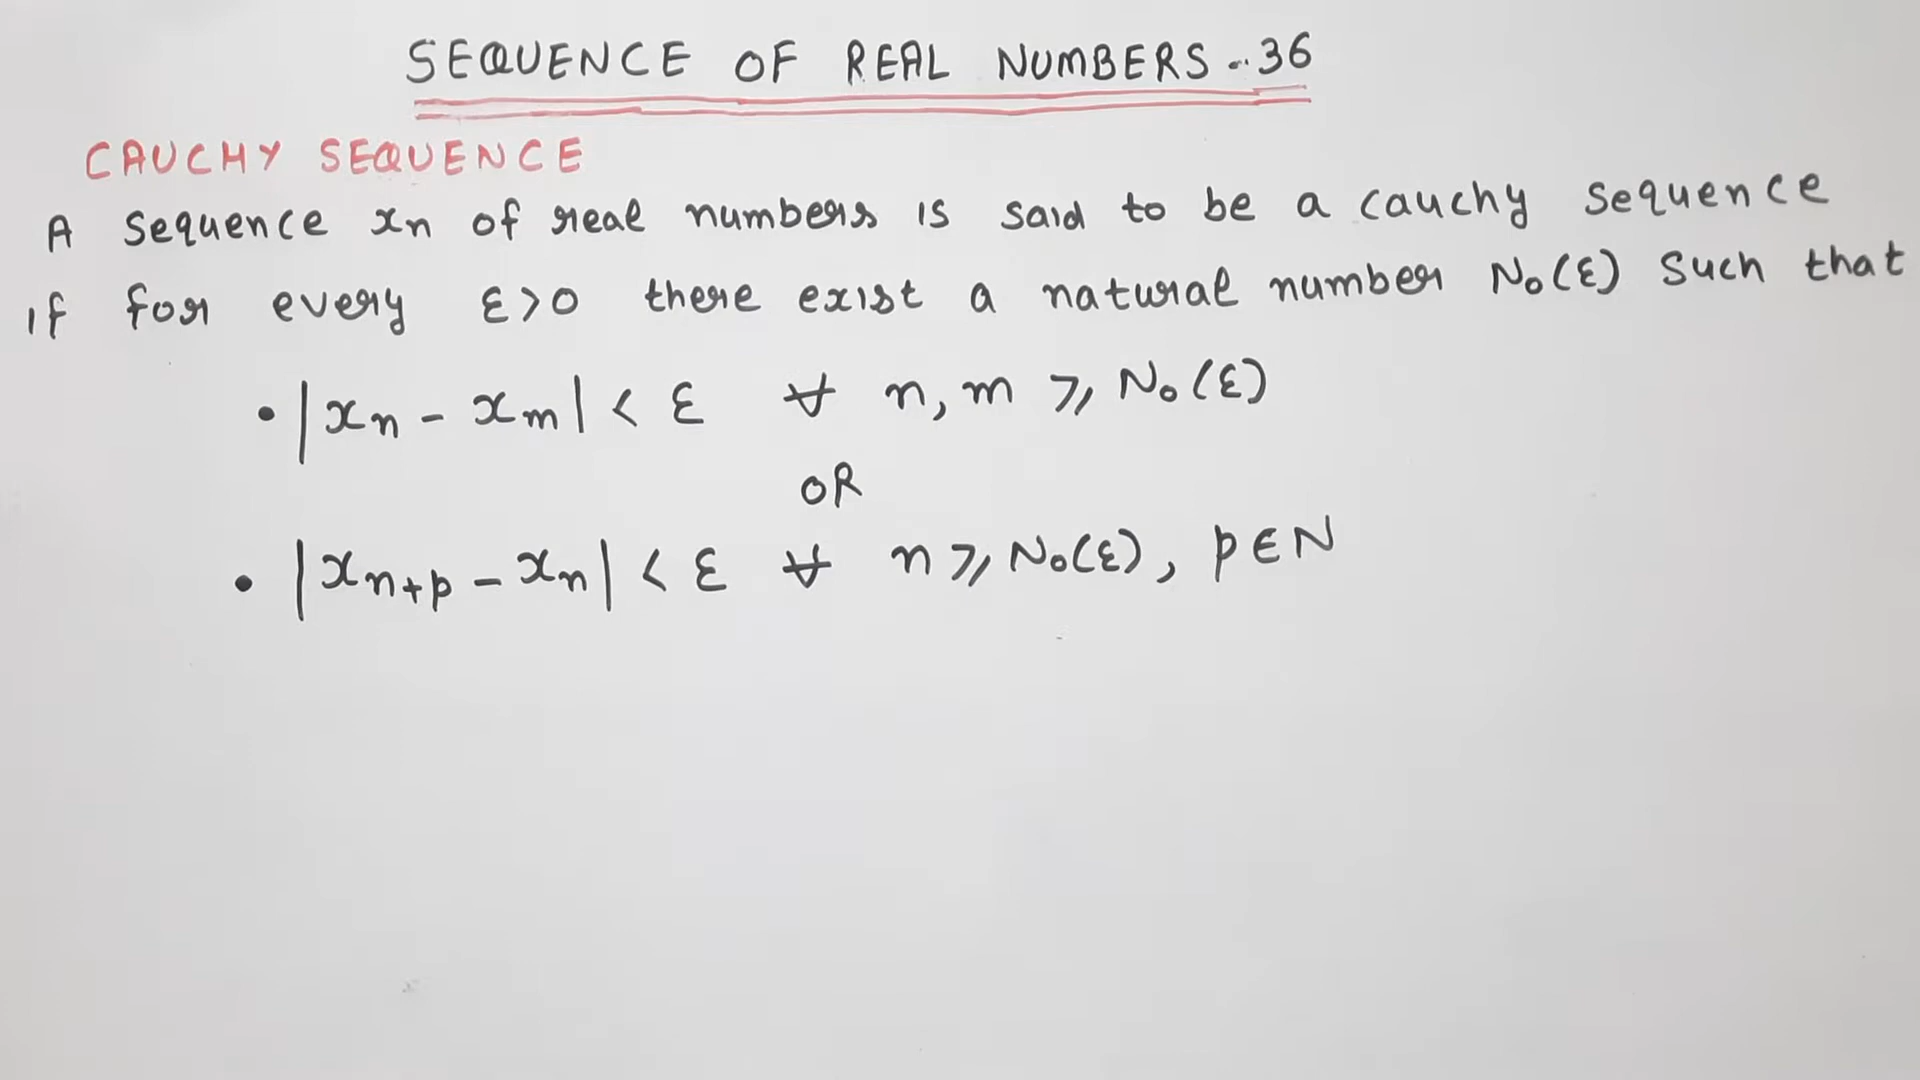 SEQUENCE OF REAL NUMBERS -- 36
CAUCHY SEQUENCE
A sequence xn of real numbers is said to be a cauchy sequence
if for every ε>0 there exist a natural number N₀(ε) such that
• |xₙ - xₘ| < ε ∀ n, m ⩾ N₀(ε)
OR
• |xₙ₊ₚ - xₙ| < ε ∀ n ⩾ N₀(ε), p∈N